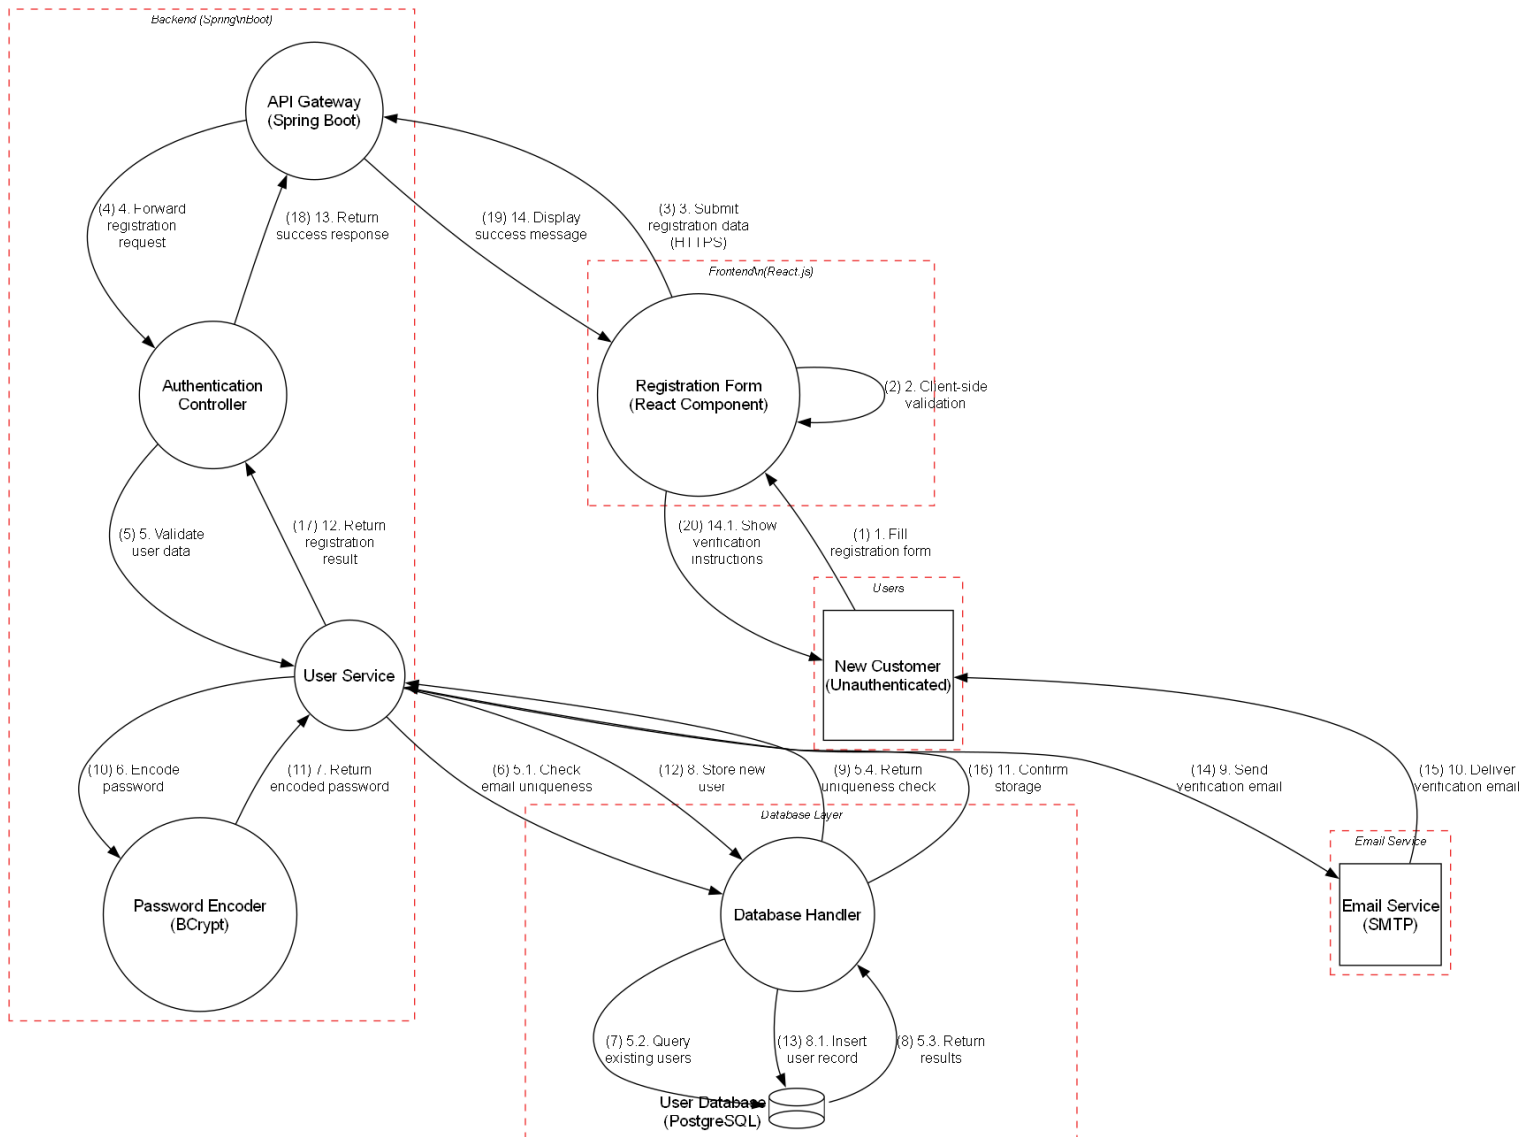 Backend (Spring\nBoot)
API Gateway
(Spring Boot)
(4) 4. Forward
registration
request
(18) 13. Return
success response
(19) 14. Display
success message
(3) 3. Submit
registration data
(HTTPS)
Frontend\n(React.js)
Authentication
Controller
Registration Form
(React Component)
(2) 2. Client-side
validation
(5) 5. Validate
user data
(17) 12. Return
registration
result
(20) 14.1. Show
verification
instructions
(1) 1. Fill
registration form
Users
New Customer
(Unauthenticated)
User Service
(10) 6. Encode
password
(11) 7. Return
encoded password
(6) 5.1. Check
email uniqueness
(12) 8. Store new
user
(9) 5.4. Return
uniqueness check
(16) 11. Confirm
storage
(14) 9. Send
verification email
(15) 10. Deliver
verification email
Database Layer
Email Service
Password Encoder
(BCrypt)
Database Handler
Email Service
(SMTP)
(7) 5.2. Query
existing users
(13) 8.1. Insert
user record
(8) 5.3. Return
results
User Database
(PostgreSQL)